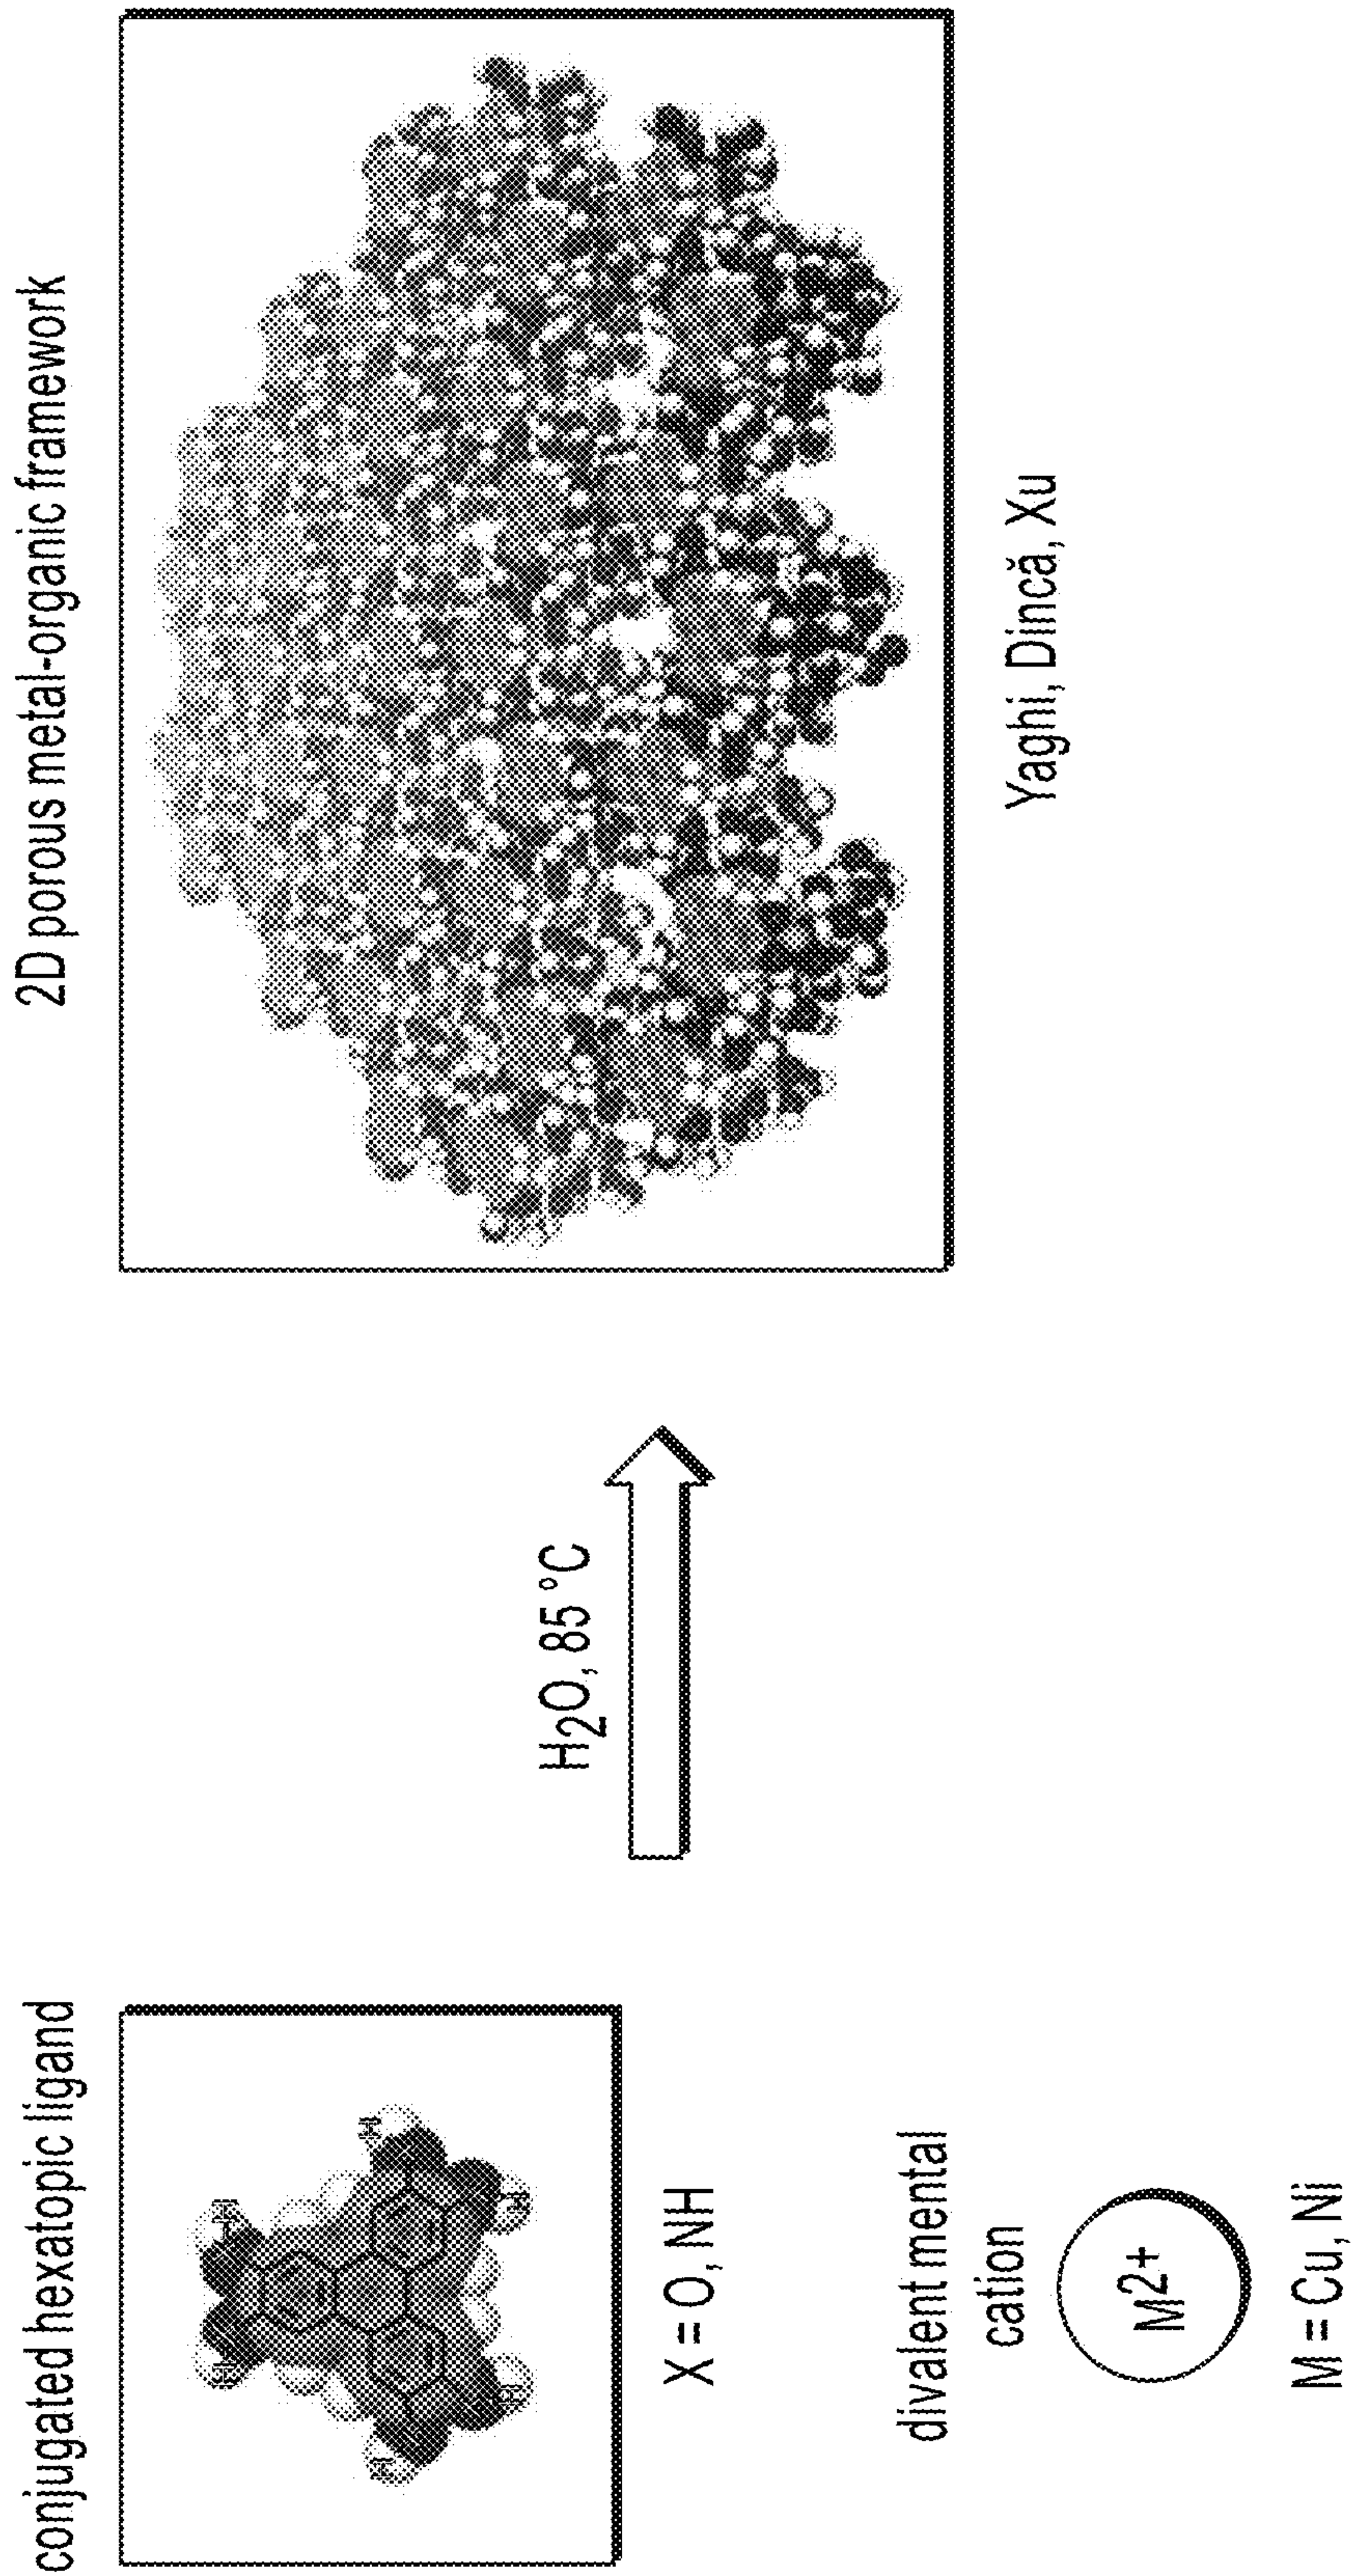 conjugated hexatopic ligand
H
H
H
H
H
H
X = O, NH
divalent mental
cation
M2+
M = Cu, Ni
H2O, 85 °C
2D porous metal-organic framework
Yaghi, Dincă, Xu